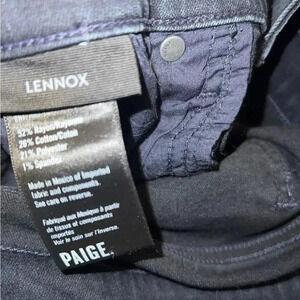 LENNOX
52% Rayon/Rayonne
26% Cotton/Coton
21% Polyester
1% Spandex
Made in Mexico of Imported
fabric and components.
See care on reverse.
Fabriqué aux Mexique à partir
de tissus et composants
importés
Voir le soin sur l'inverse.
PAIGE.